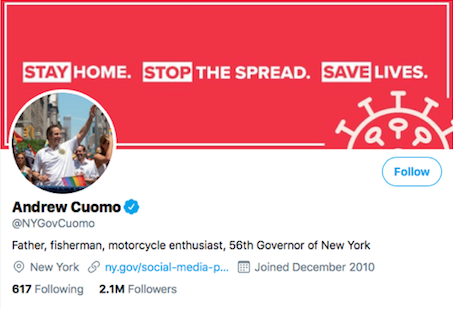 STAY HOME. STOP THE SPREAD. SAVE LIVES.
Follow
Andrew Cuomo
@NYGovCuomo
Father, fisherman, motorcycle enthusiast, 56th Governor of New York
New York ny.gov/social-media-p... Joined December 2010
617 Following 2.1M Followers